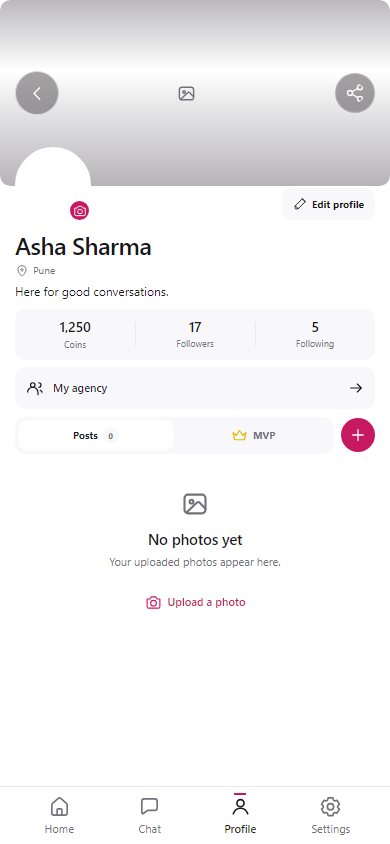 Edit profile
Asha Sharma
Pune
Here for good conversations.
1,250 17 5
Coins Followers Following
My agency
Posts 0 MVP
No photos yet
Your uploaded photos appear here.
Upload a photo
Home Chat Profile Settings